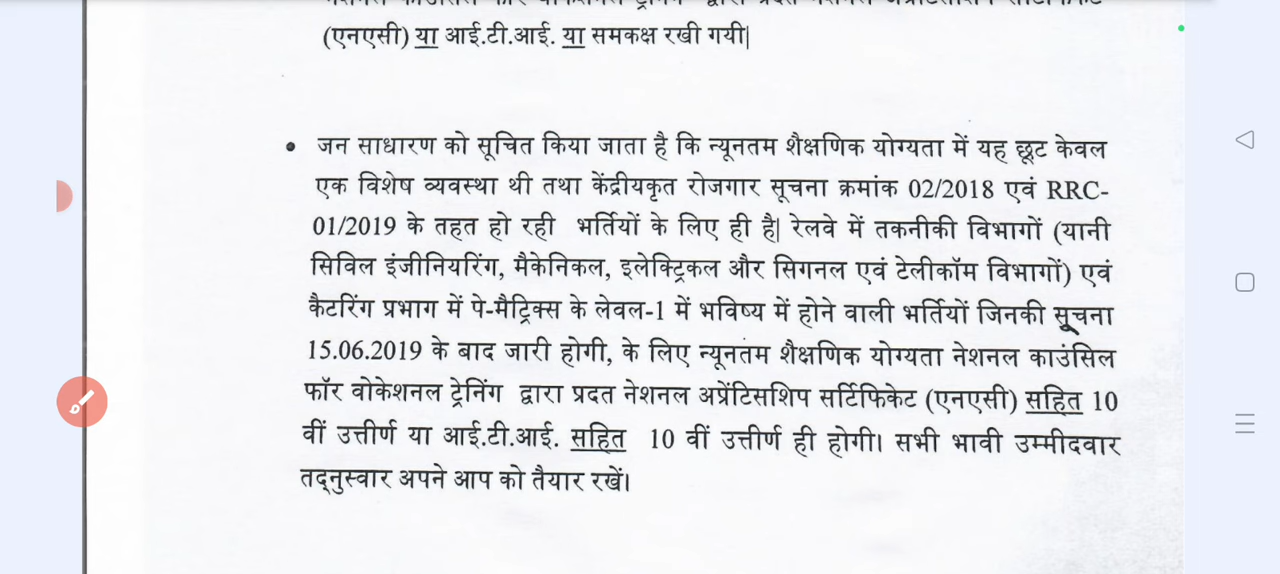 (एनएसी) या आई.टी.आई. या समकक्ष रखी गयी|
• जन साधारण को सूचित किया जाता है कि न्यूनतम शैक्षणिक योग्यता में यह छूट केवल
एक विशेष व्यवस्था थी तथा केंद्रीयकृत रोजगार सूचना क्रमांक 02/2018 एवं RRC-
01/2019 के तहत हो रही भर्तियों के लिए ही है| रेलवे में तकनीकी विभागों (यानी
सिविल इंजीनियरिंग, मैकेनिकल, इलेक्ट्रिकल और सिगनल एवं टेलीकॉम विभागों) एवं
कैटरिंग प्रभाग में पे-मैट्रिक्स के लेवल-1 में भविष्य में होने वाली भर्तियों जिनकी सूचना
15.06.2019 के बाद जारी होगी, के लिए न्यूनतम शैक्षणिक योग्यता नेशनल काउंसिल
फॉर वोकेशनल ट्रेनिंग द्वारा प्रदत नेशनल अप्रेंटिसशिप सर्टिफिकेट (एनएसी) सहित 10
वीं उत्तीर्ण या आई.टी.आई. सहित 10 वीं उत्तीर्ण ही होगी। सभी भावी उम्मीदवार
तद्नुस्वार अपने आप को तैयार रखें।